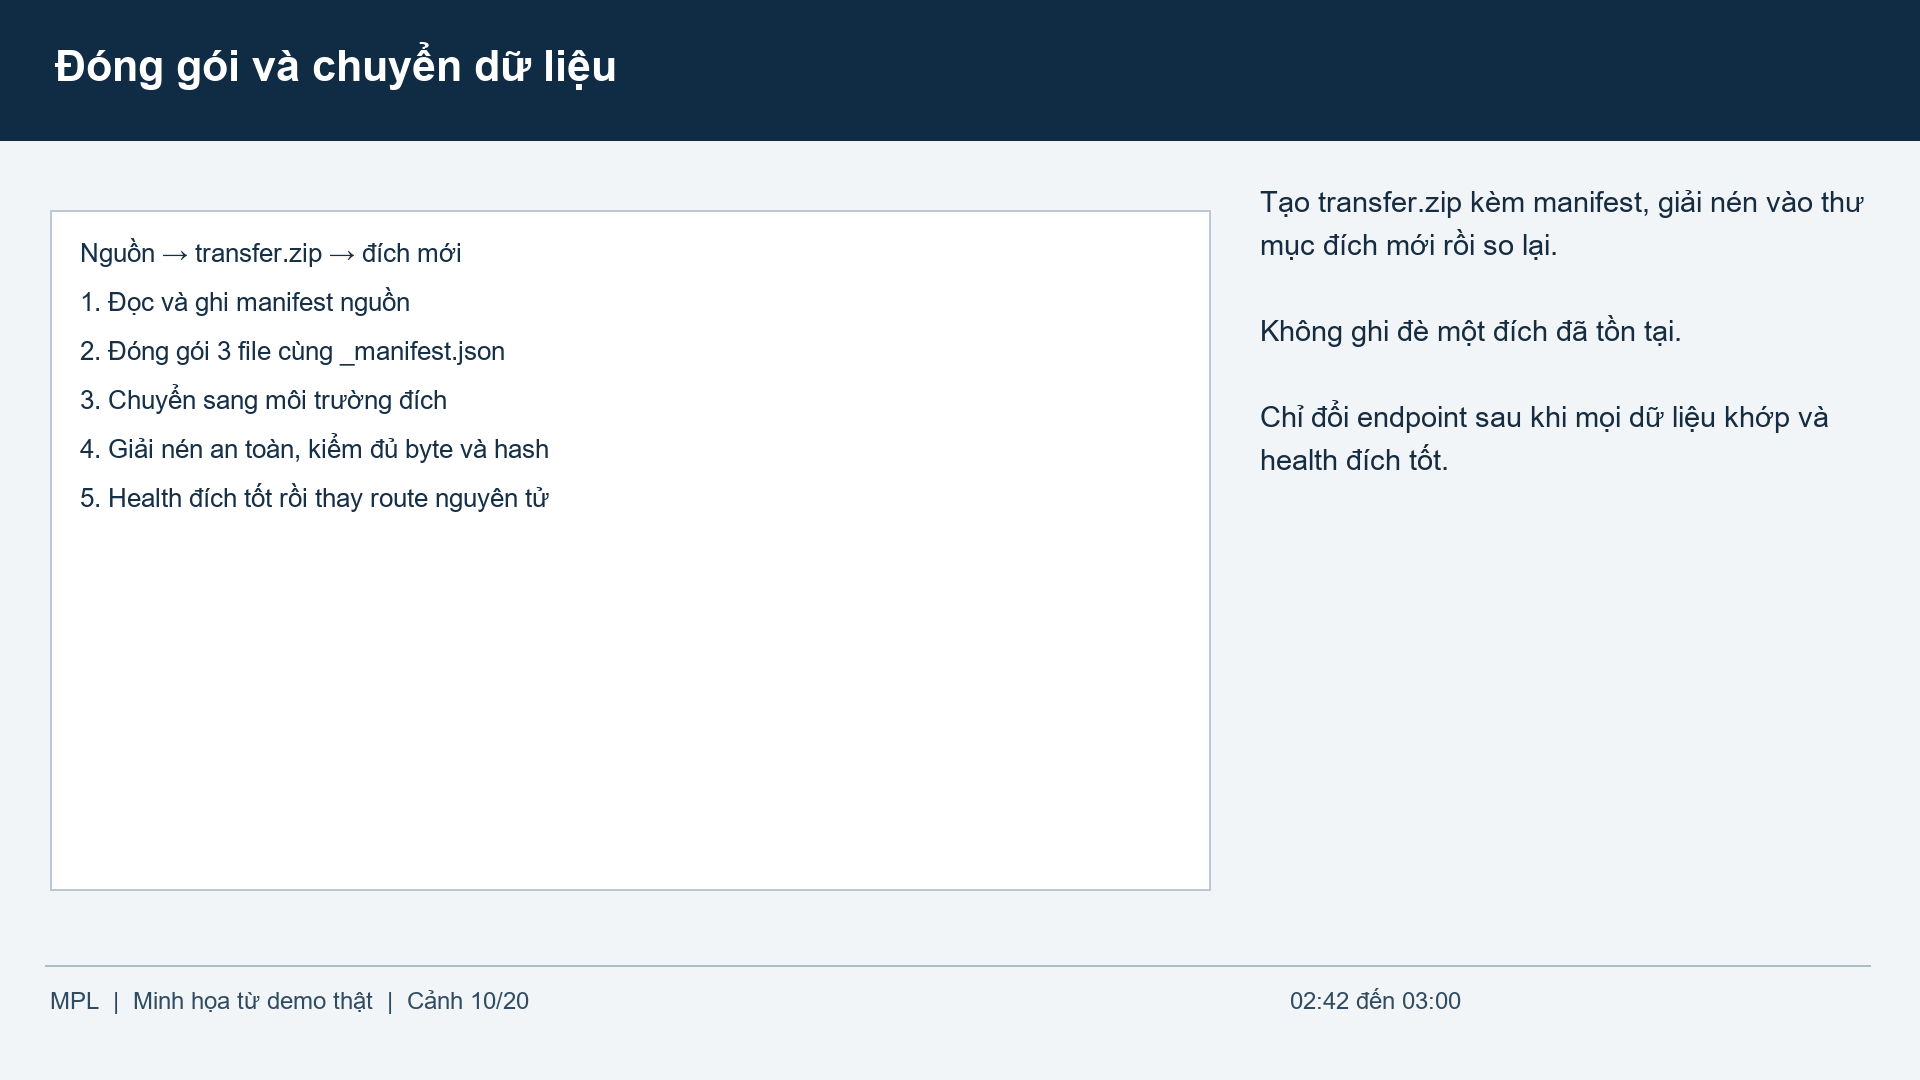 Đóng gói và chuyển dữ liệu
Nguồn → transfer.zip → đích mới
1. Đọc và ghi manifest nguồn
2. Đóng gói 3 file cùng _manifest.json
3. Chuyển sang môi trường đích
4. Giải nén an toàn, kiểm đủ byte và hash
5. Health đích tốt rồi thay route nguyên tử
Tạo transfer.zip kèm manifest, giải nén vào thư
mục đích mới rồi so lại.
Không ghi đè một đích đã tồn tại.
Chỉ đổi endpoint sau khi mọi dữ liệu khớp và
health đích tốt.
MPL | Minh họa từ demo thật | Cảnh 10/20
02:42 đến 03:00